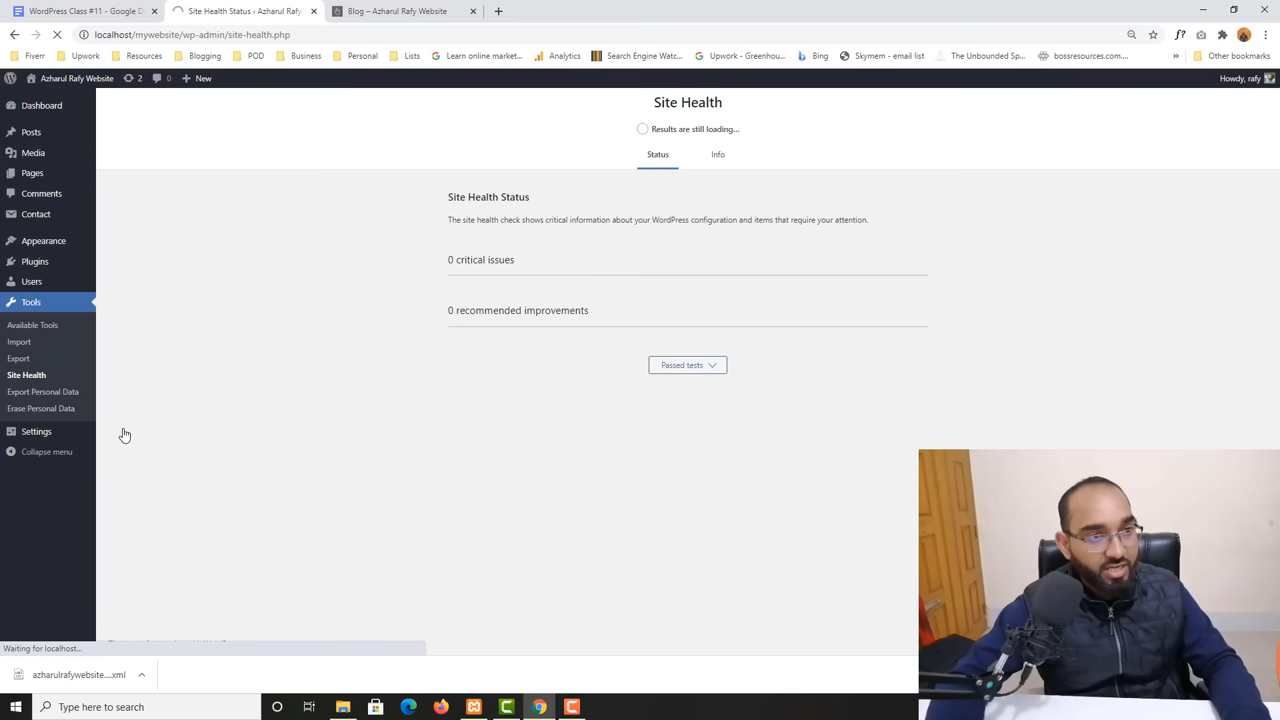 WordPress Class #11 - Google D
Site Health Status ‹ Azharul Rafy
Blog – Azharul Rafy Website
localhost/mywebsite/wp-admin/site-health.php
Fiverr
Upwork
Resources
Blogging
POD
Business
Personal
Lists
Learn online market...
Analytics
Search Engine Watc...
Upwork - Greenhou...
Bing
Skymem - email list
The Unbounded Sp...
bossresources.com...
»
Other bookmarks
Azharul Rafy Website
2
0
+ New
Howdy, rafy
Dashboard
Posts
Media
Pages
Comments
Contact
Appearance
Plugins
Users
Tools
Available Tools
Import
Export
Site Health
Export Personal Data
Erase Personal Data
Settings
Collapse menu
Site Health
Results are still loading...
Status
Info
Site Health Status
The site health check shows critical information about your WordPress configuration and items that require your attention.
0 critical issues
0 recommended improvements
Passed tests
Waiting for localhost...
azharulrafywebsite....xml
Type here to search